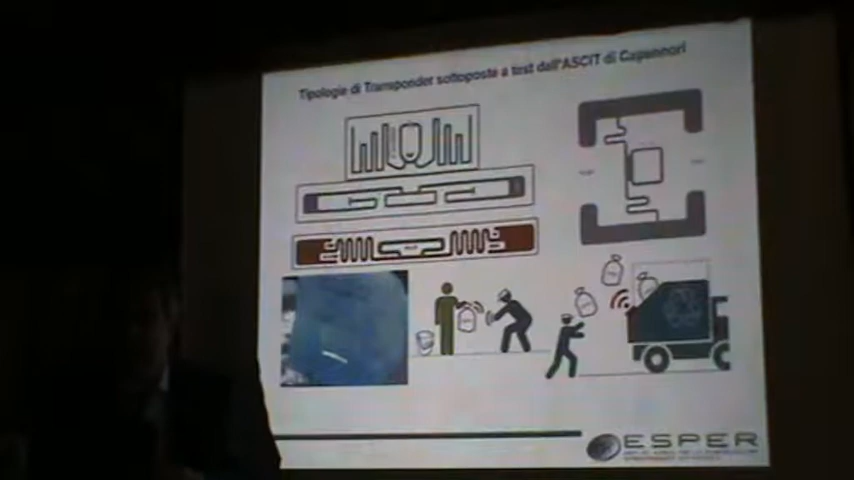 Tipologie di Transponder sottoposte a test dall'ASCIT di Capannori
ESPER